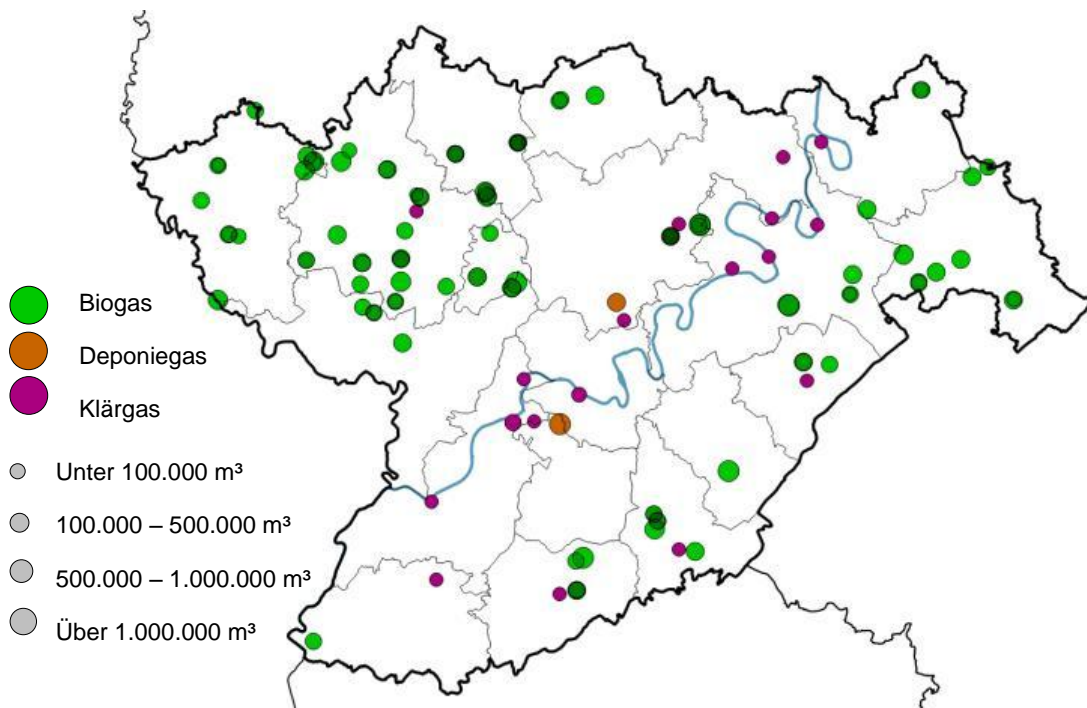 Biogas
Deponiegas
Klärgas
Unter 100.000 m³
100.000 – 500.000 m³
500.000 – 1.000.000 m³
Über 1.000.000 m³